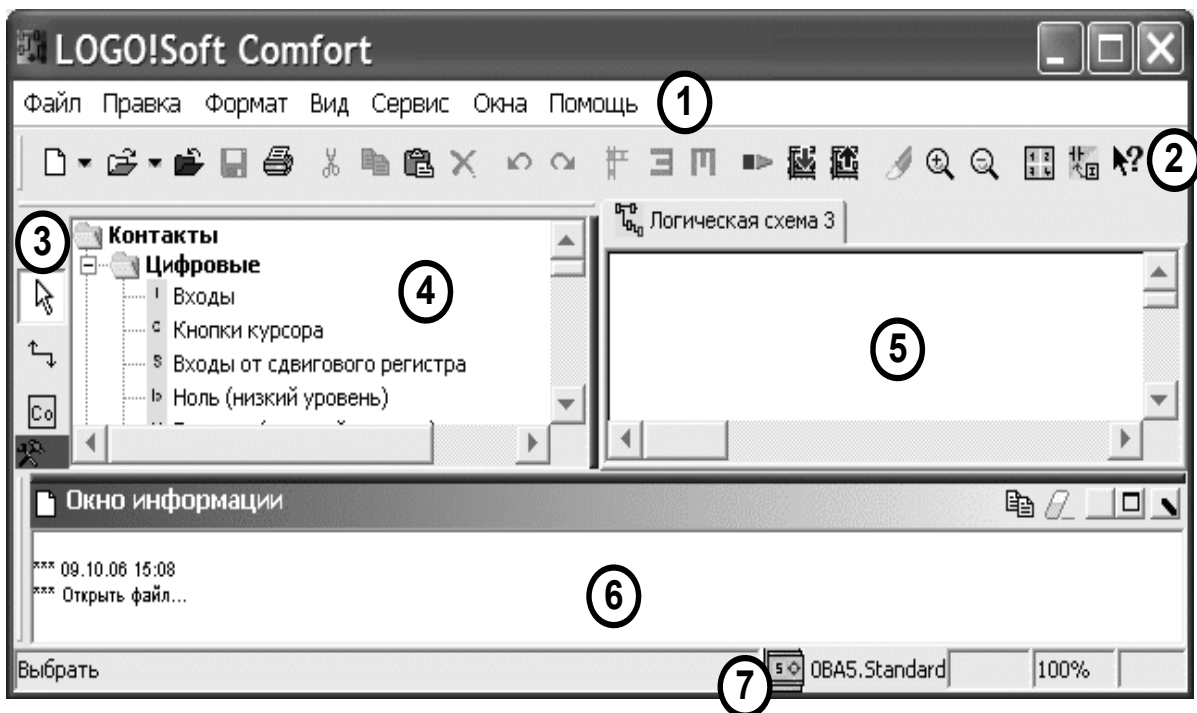 LOGO!Soft Comfort
Файл Правка Формат Вид Сервис Окна Помощь 1
2
3
Контакты
Цифровые
I Входы
C Кнопки курсора
S Входы от сдвигового регистра
lo Ноль (низкий уровень)
4
Логическая схема 3
5
Co
Окно информации
*** 09.10.06 15:08
*** Открыть файл...
6
Выбрать
7
0BA5.Standard
100%